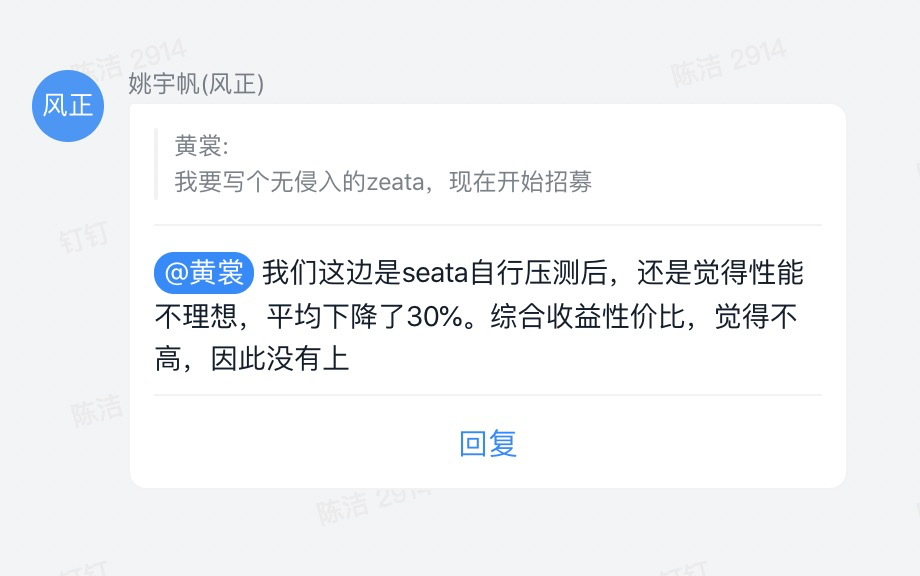 陈洁 2914
陈洁 2914
姚宇帆(风正)
风正
黄裳:
我要写个无侵入的zeata，现在开始招募
钉钉
@黄裳 我们这边是seata自行压测后，还是觉得性能
不理想，平均下降了30%。综合收益性价比，觉得不
高，因此没有上
陈洁
回复
陈洁 2914
钉钉
钉钉